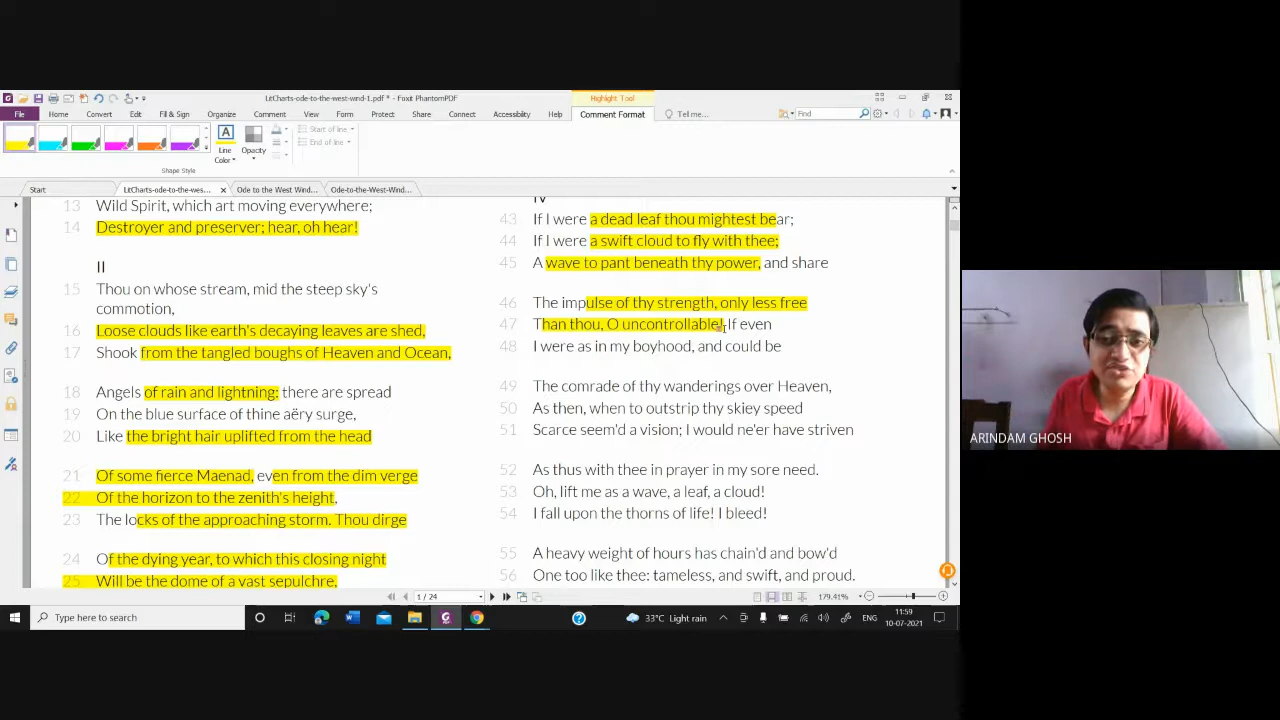 LitCharts-ode-to-the-west-wnd-1.pdf * - Foxit PhantomPDF
Highlight Tool
File Home Convert Edit Fill & Sign Organize Comment View Form Protect Share Connect Accessibility Help Comment Format Tell me... Find
Line Color
Opacity
Start of line
End of line
Shape Style
Start
LitCharts-ode-to-the-wes...
Ode to the West Wind...
Ode-to-the-West-Wind...
13 Wild Spirit, which art moving everywhere;
14 Destroyer and preserver; hear, oh hear!
II
15 Thou on whose stream, mid the steep sky's
commotion,
16 Loose clouds like earth's decaying leaves are shed,
17 Shook from the tangled boughs of Heaven and Ocean,
18 Angels of rain and lightning: there are spread
19 On the blue surface of thine aëry surge,
20 Like the bright hair uplifted from the head
21 Of some fierce Maenad, even from the dim verge
22 Of the horizon to the zenith's height,
23 The locks of the approaching storm. Thou dirge
24 Of the dying year, to which this closing night
25 Will be the dome of a vast sepulchre,
IV
43 If I were a dead leaf thou mightest bear;
44 If I were a swift cloud to fly with thee;
45 A wave to pant beneath thy power, and share
46 The impulse of thy strength, only less free
47 Than thou, O uncontrollable! If even
48 I were as in my boyhood, and could be
49 The comrade of thy wanderings over Heaven,
50 As then, when to outstrip thy skiey speed
51 Scarce seem'd a vision; I would ne'er have striven
52 As thus with thee in prayer in my sore need.
53 Oh, lift me as a wave, a leaf, a cloud!
54 I fall upon the thorns of life! I bleed!
55 A heavy weight of hours has chain'd and bow'd
56 One too like thee: tameless, and swift, and proud.
1 / 24
179.41%
Type here to search
33°C Light rain
ENG
11:59
10-07-2021
ARINDAM GHOSH